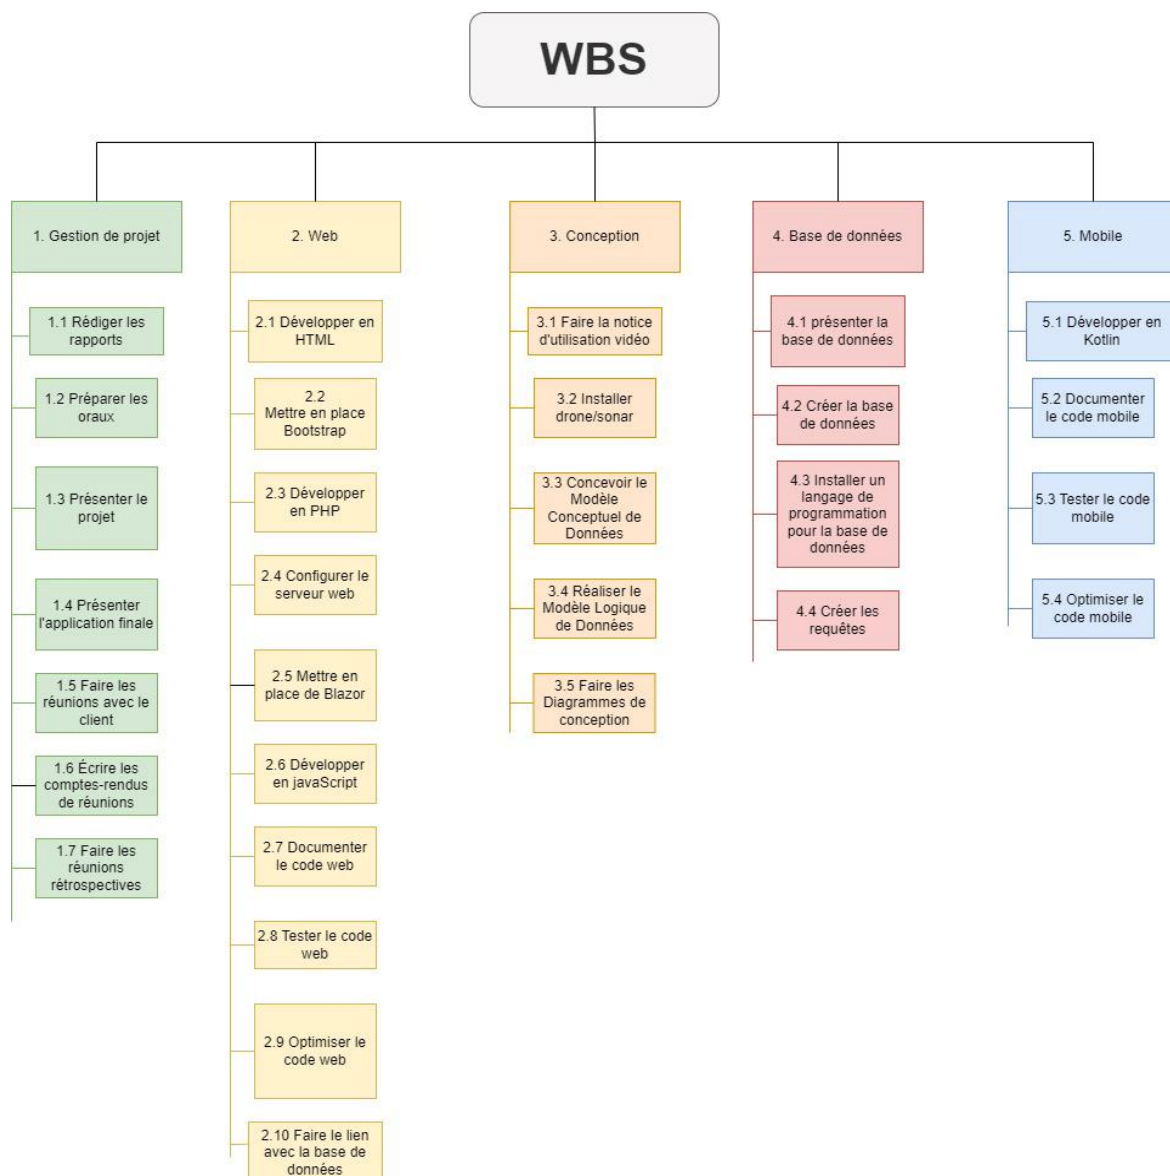 WBS
1. Gestion de projet
1.1 Rédiger les
rapports
1.2 Préparer les
oraux
1.3 Présenter le
projet
1.4 Présenter
l'application finale
1.5 Faire les
réunions avec le
client
1.6 Écrire les
comptes-rendus
de réunions
1.7 Faire les
réunions
rétrospectives
2. Web
2.1 Développer en
HTML
2.2
Mettre en place
Bootstrap
2.3 Développer
en PHP
2.4 Configurer le
serveur web
2.5 Mettre en
place de Blazor
2.6 Développer
en javaScript
2.7 Documenter
le code web
2.8 Tester le code
web
2.9 Optimiser le
code web
2.10 Faire le lien
avec la base de
données
3. Conception
3.1 Faire la notice
d'utilisation vidéo
3.2 Installer
drone/sonar
3.3 Concevoir le
Modèle
Conceptuel de
Données
3.4 Réaliser le
Modèle Logique
de Données
3.5 Faire les
Diagrammes de
conception
4. Base de données
4.1 présenter la
base de données
4.2 Créer la base
de données
4.3 Installer un
langage de
programmation
pour la base de
données
4.4 Créer les
requêtes
5. Mobile
5.1 Développer en
Kotlin
5.2 Documenter
le code mobile
5.3 Tester le code
mobile
5.4 Optimiser le
code mobile